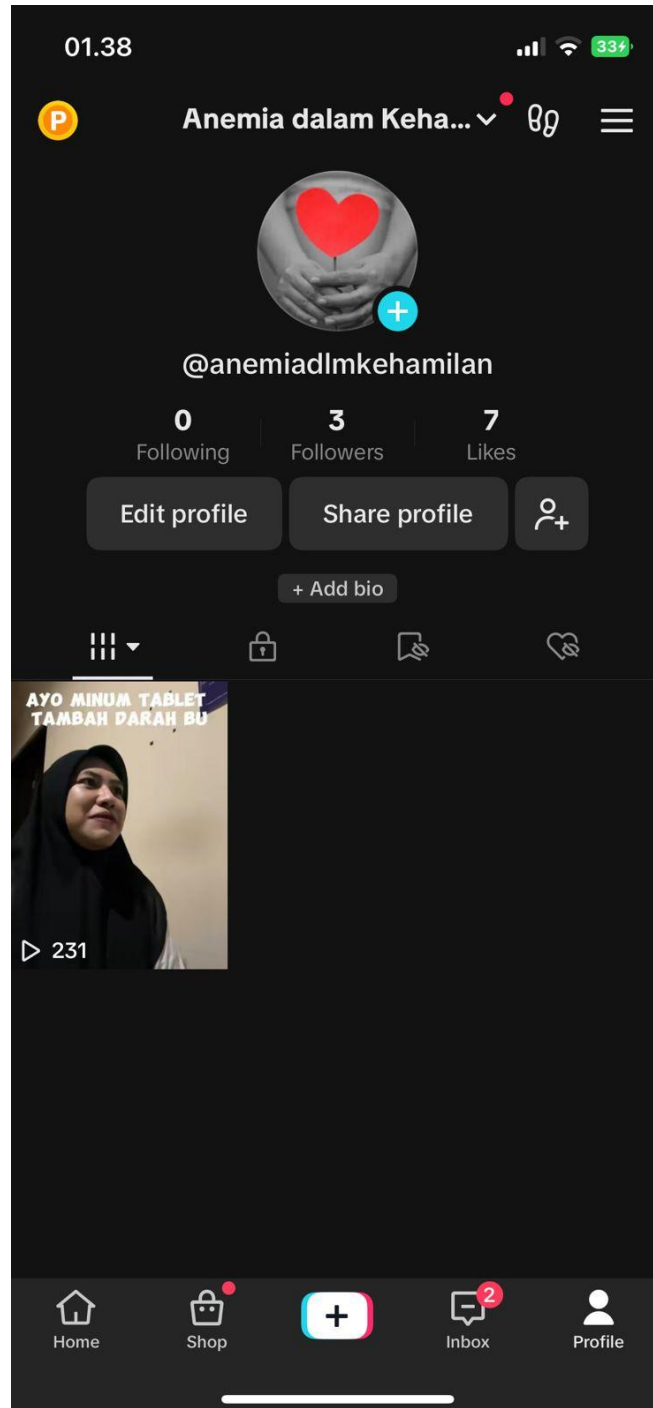 01.38
33
P
Anemia dalam Keha...
@anemiadlmkehamilan
0 3 7
Following Followers Likes
Edit profile Share profile
+ Add bio
AYO MINUM TABLET
TAMBAH DARAH BU
231
2
Home Shop Inbox Profile